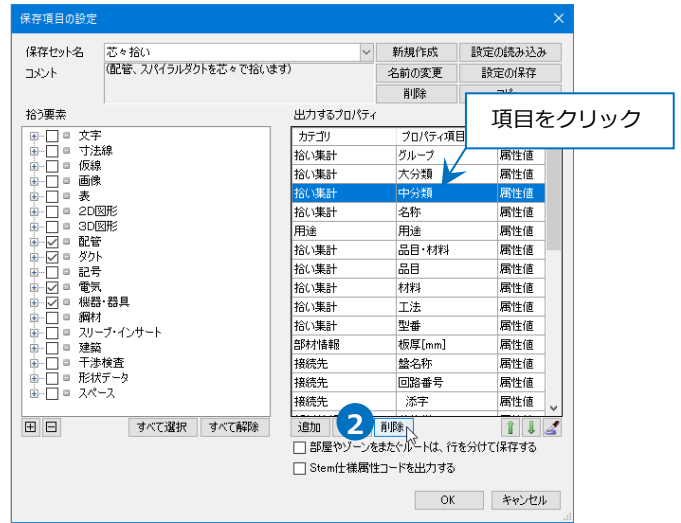 保存項目の設定
保存セット名 芯々拾い 新規作成 設定の読み込み
コメント (配管、スパイラルダクトを芯々で拾います) 名前の変更 設定の保存
削除
項目をクリック
拾う要素
文字
寸法線
仮線
画像
表
2D図形
3D図形
配管
ダクト
記号
電気
機器・器具
鋼材
スリーブ・インサート
建築
干渉検査
形状データ
スペース
すべて選択 すべて解除
出力するプロパティ
カテゴリ プロパティ項目
拾い集計 グループ 属性値
拾い集計 大分類 属性値
拾い集計 中分類 属性値
拾い集計 名称 属性値
用途 用途 属性値
拾い集計 品目・材料 属性値
拾い集計 品目 属性値
拾い集計 材料 属性値
拾い集計 工法 属性値
拾い集計 型番 属性値
部材情報 板厚[mm] 属性値
接続先 盤名称 属性値
接続先 回路番号 属性値
接続先 添字 属性値
追加 2 削除
部屋やゾーンをまたぐルートは、行を分けて保存する
Stem仕様属性コードを出力する
OK キャンセル